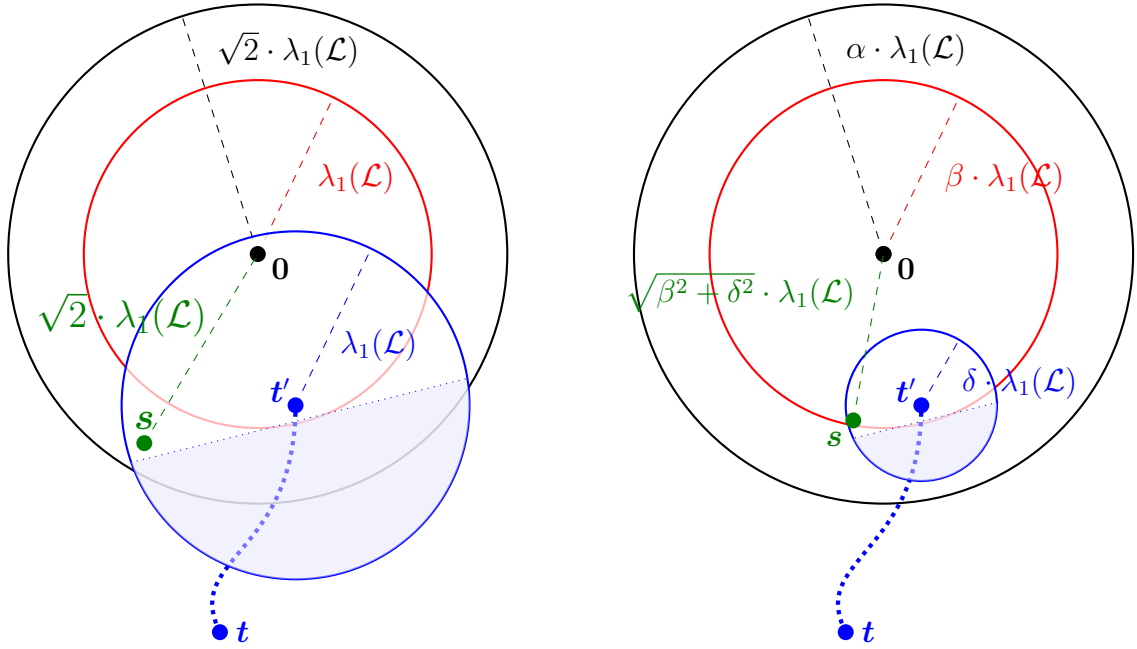 √2 · λ₁(𝓛)
λ₁(𝓛)
0
√2 · λ₁(𝓛)
λ₁(𝓛)
t′
s
t
α · λ₁(𝓛)
β · λ₁(𝓛)
0
√(β² + δ²) · λ₁(𝓛)
δ · λ₁(𝓛)
t′
s
t